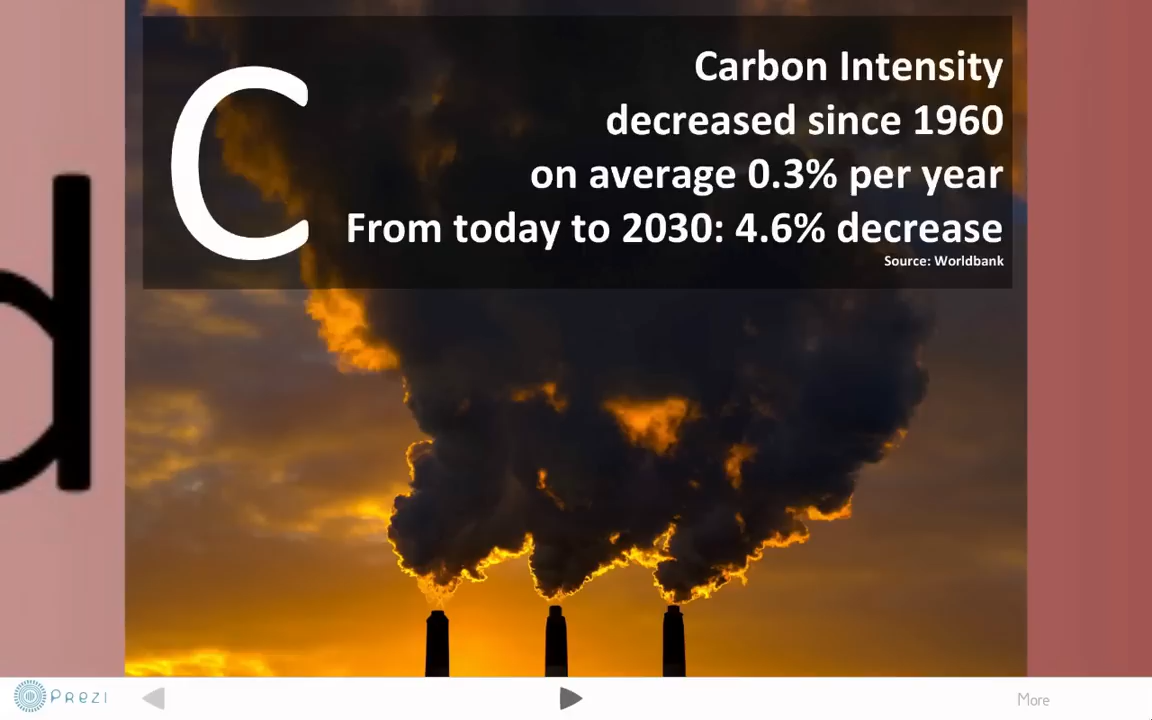 d
C
Carbon Intensity
decreased since 1960
on average 0.3% per year
From today to 2030: 4.6% decrease
Source: Worldbank
Prezi
More